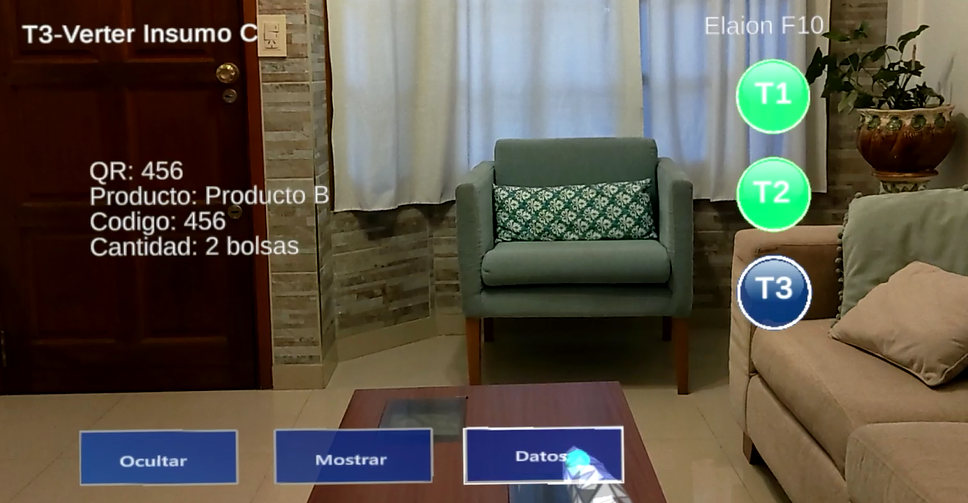 T3-Verter Insumo C
Elaion F10
T1
T2
T3
QR: 456
Producto: Producto B
Codigo: 456
Cantidad: 2 bolsas
Ocultar
Mostrar
Datos